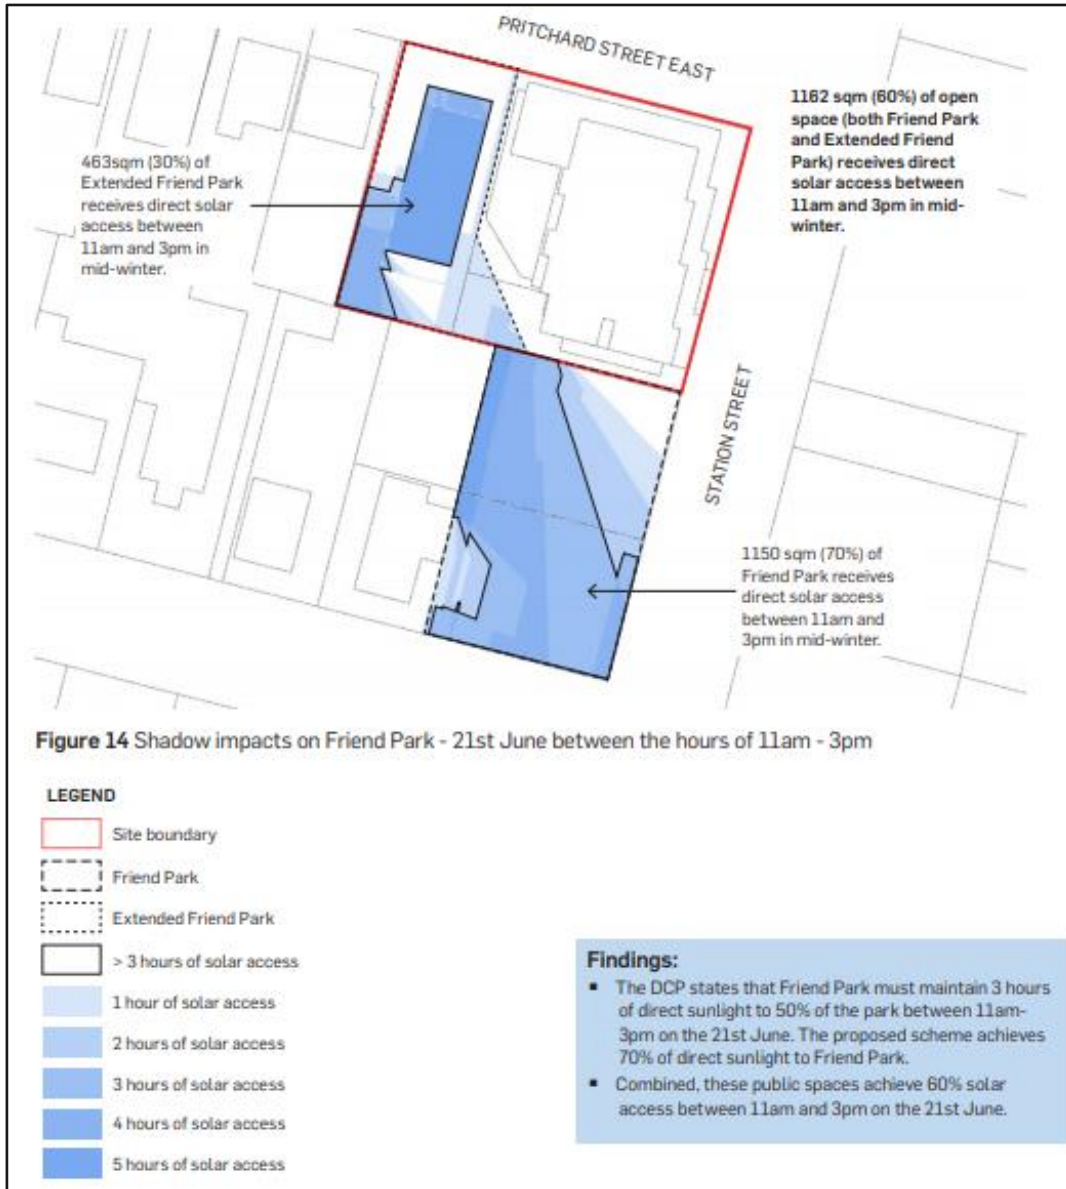 PRITCHARD STREET EAST
1162 sqm (60%) of open
space (both Friend Park
and Extended Friend
Park) receives direct
solar access between
11am and 3pm in mid-
winter.
463sqm (30%) of
Extended Friend Park
receives direct solar
access between
11am and 3pm in
mid-winter.
STATION STREET
1150 sqm (70%) of
Friend Park receives
direct solar access
between 11am and
3pm in mid-winter.
Figure 14 Shadow impacts on Friend Park - 21st June between the hours of 11am - 3pm
LEGEND
Site boundary
Friend Park
Extended Friend Park
> 3 hours of solar access
1 hour of solar access
2 hours of solar access
3 hours of solar access
4 hours of solar access
5 hours of solar access
Findings:
▪ The DCP states that Friend Park must maintain 3 hours
of direct sunlight to 50% of the park between 11am-
3pm on the 21st June. The proposed scheme achieves
70% of direct sunlight to Friend Park.
▪ Combined, these public spaces achieve 60% solar
access between 11am and 3pm on the 21st June.